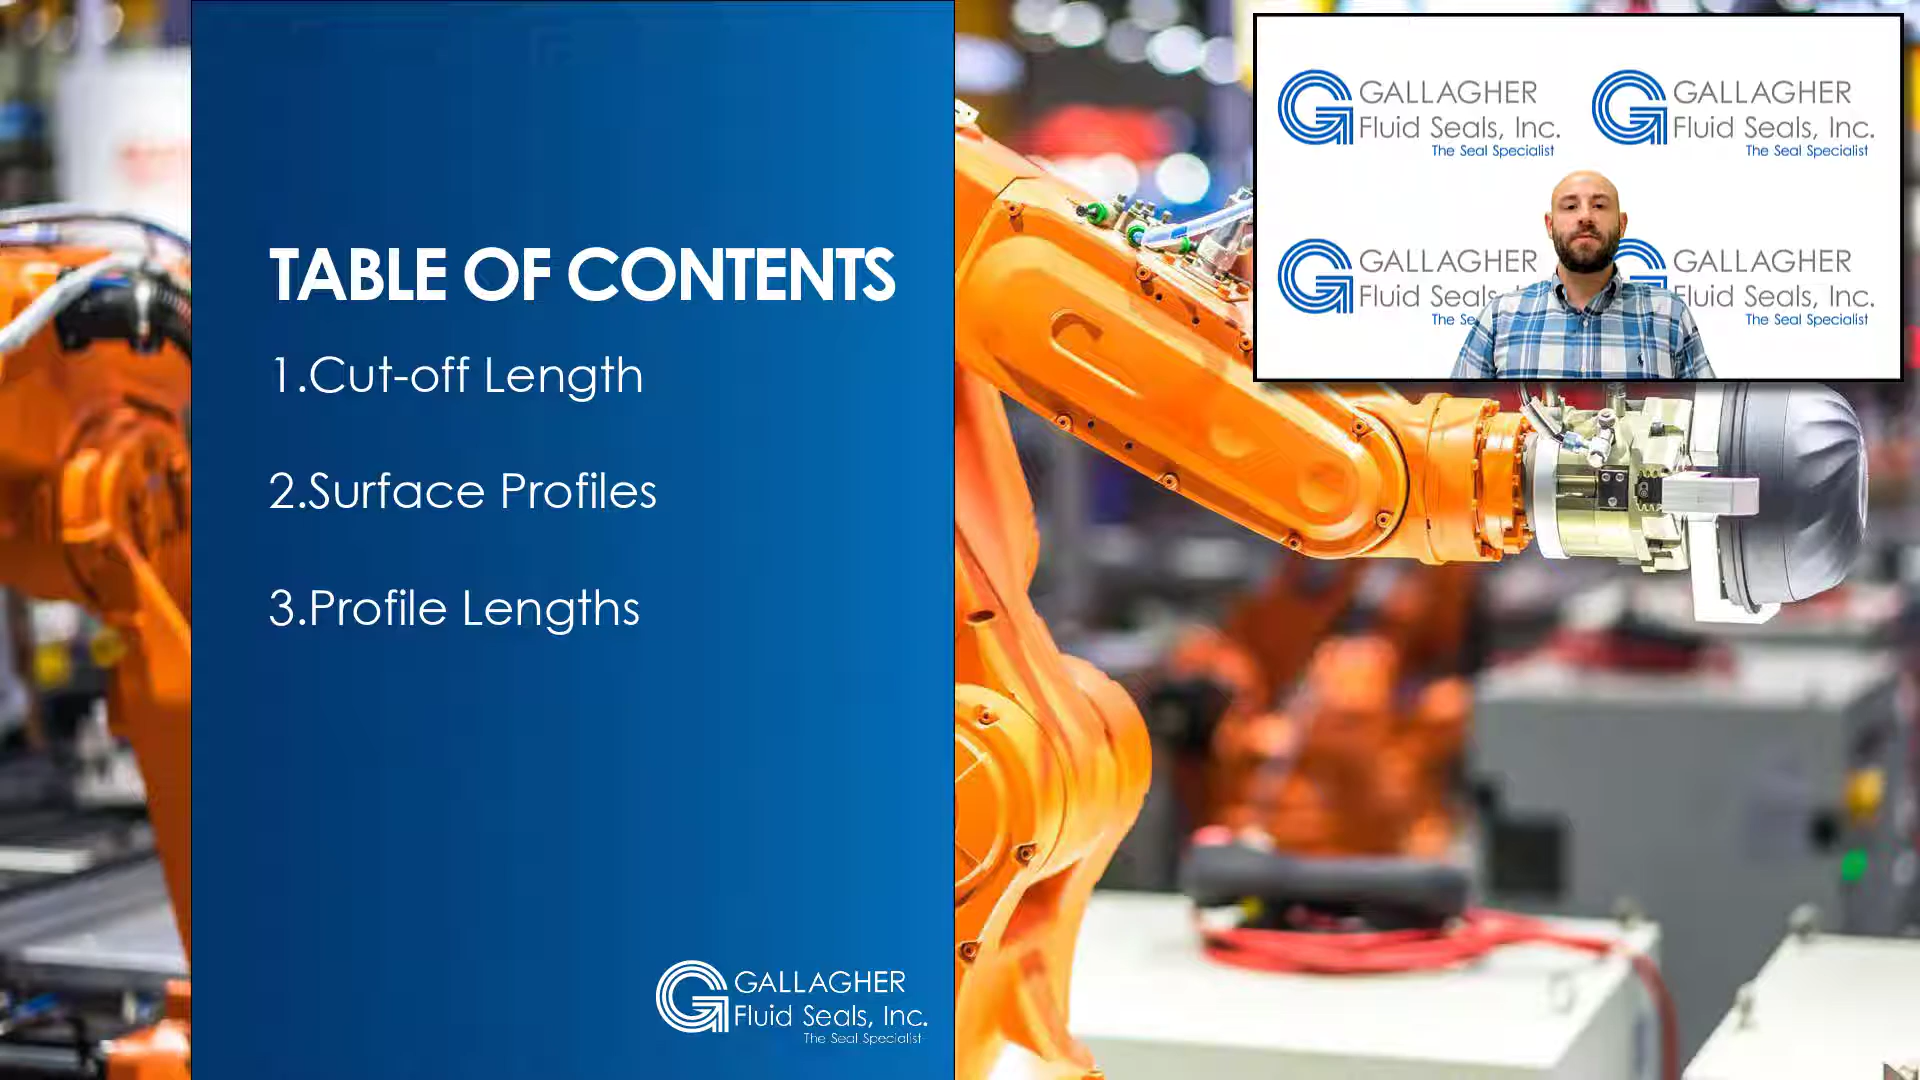 TABLE OF CONTENTS
1.Cut-off Length
2.Surface Profiles
3.Profile Lengths
GALLAGHER
Fluid Seals, Inc.
The Seal Specialist
GALLAGHER
Fluid Seals, Inc.
The Seal Specialist
GALLAGHER
Fluid Seals, Inc.
The Seal Specialist
GALLAGHER
Fluid Seals
The Se
GALLAGHER
Fluid Seals, Inc.
The Seal Specialist